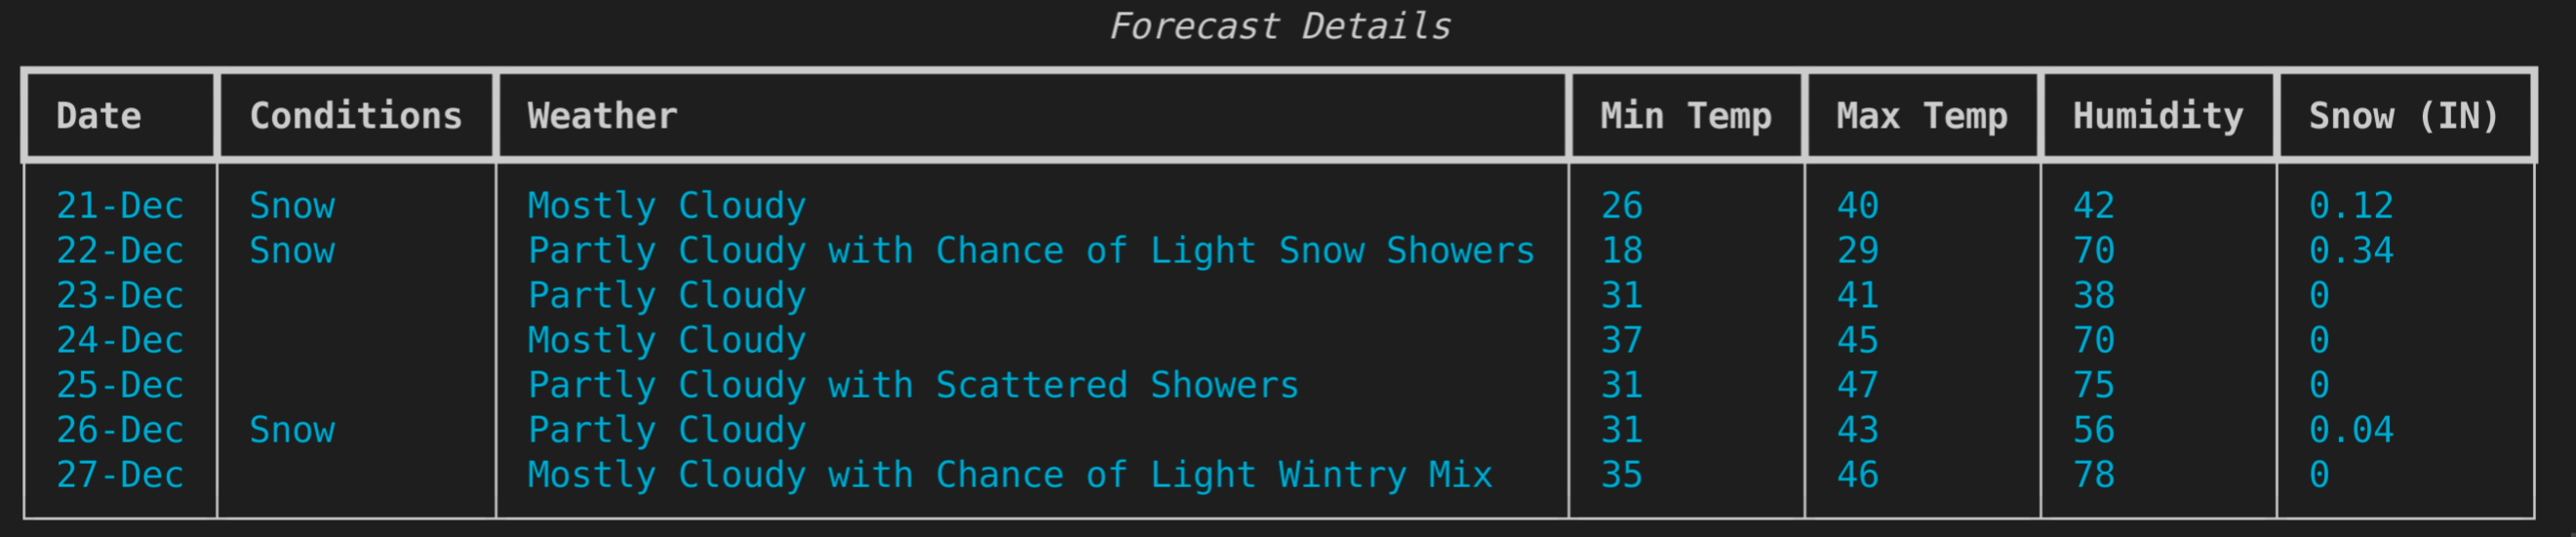 Forecast Details
Date Conditions Weather Min Temp Max Temp Humidity Snow (IN)
21-Dec Snow Mostly Cloudy 26 40 42 0.12
22-Dec Snow Partly Cloudy with Chance of Light Snow Showers 18 29 70 0.34
23-Dec Partly Cloudy 31 41 38 0
24-Dec Mostly Cloudy 37 45 70 0
25-Dec Partly Cloudy with Scattered Showers 31 47 75 0
26-Dec Snow Partly Cloudy 31 43 56 0.04
27-Dec Mostly Cloudy with Chance of Light Wintry Mix 35 46 78 0